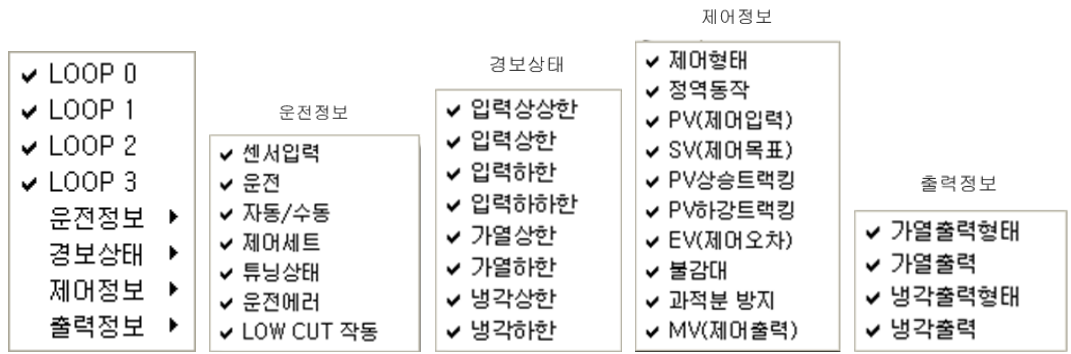 LOOP 0
LOOP 1
LOOP 2
LOOP 3
운전정보
경보상태
제어정보
출력정보
운전정보
센서입력
운전
자동/수동
제어세트
튜닝상태
운전에러
LOW CUT 작동
경보상태
입력상상한
입력상한
입력하한
입력하하한
가열상한
가열하한
냉각상한
냉각하한
제어정보
제어형태
정역동작
PV(제어입력)
SV(제어목표)
PV상승트랙킹
PV하강트랙킹
EV(제어오차)
불감대
과적분 방지
MV(제어출력)
출력정보
가열출력형태
가열출력
냉각출력형태
냉각출력